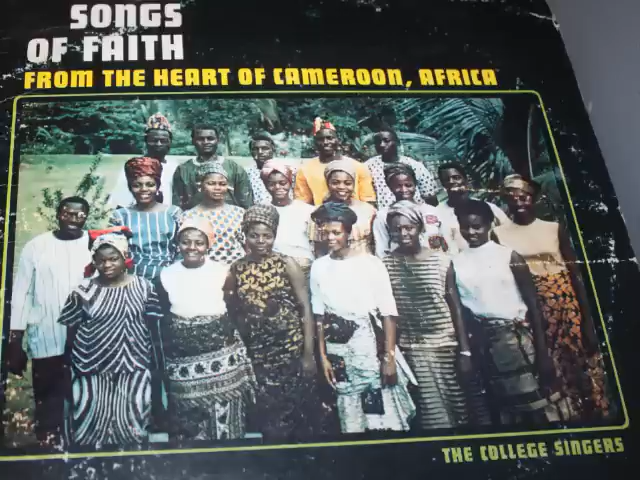 SONGS
OF FAITH
FROM THE HEART OF CAMEROON, AFRICA
THE COLLEGE SINGERS